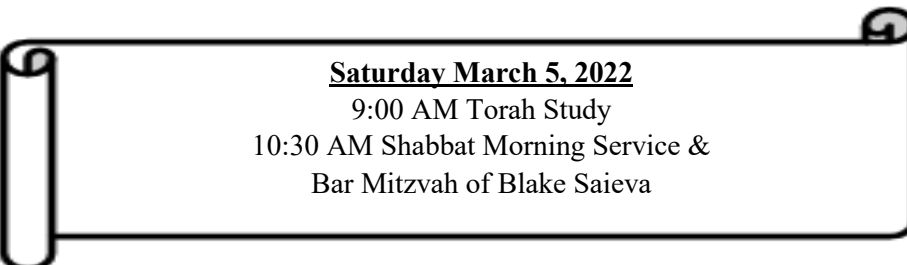 Saturday March 5, 2022
9:00 AM Torah Study
10:30 AM Shabbat Morning Service &
Bar Mitzvah of Blake Saieva